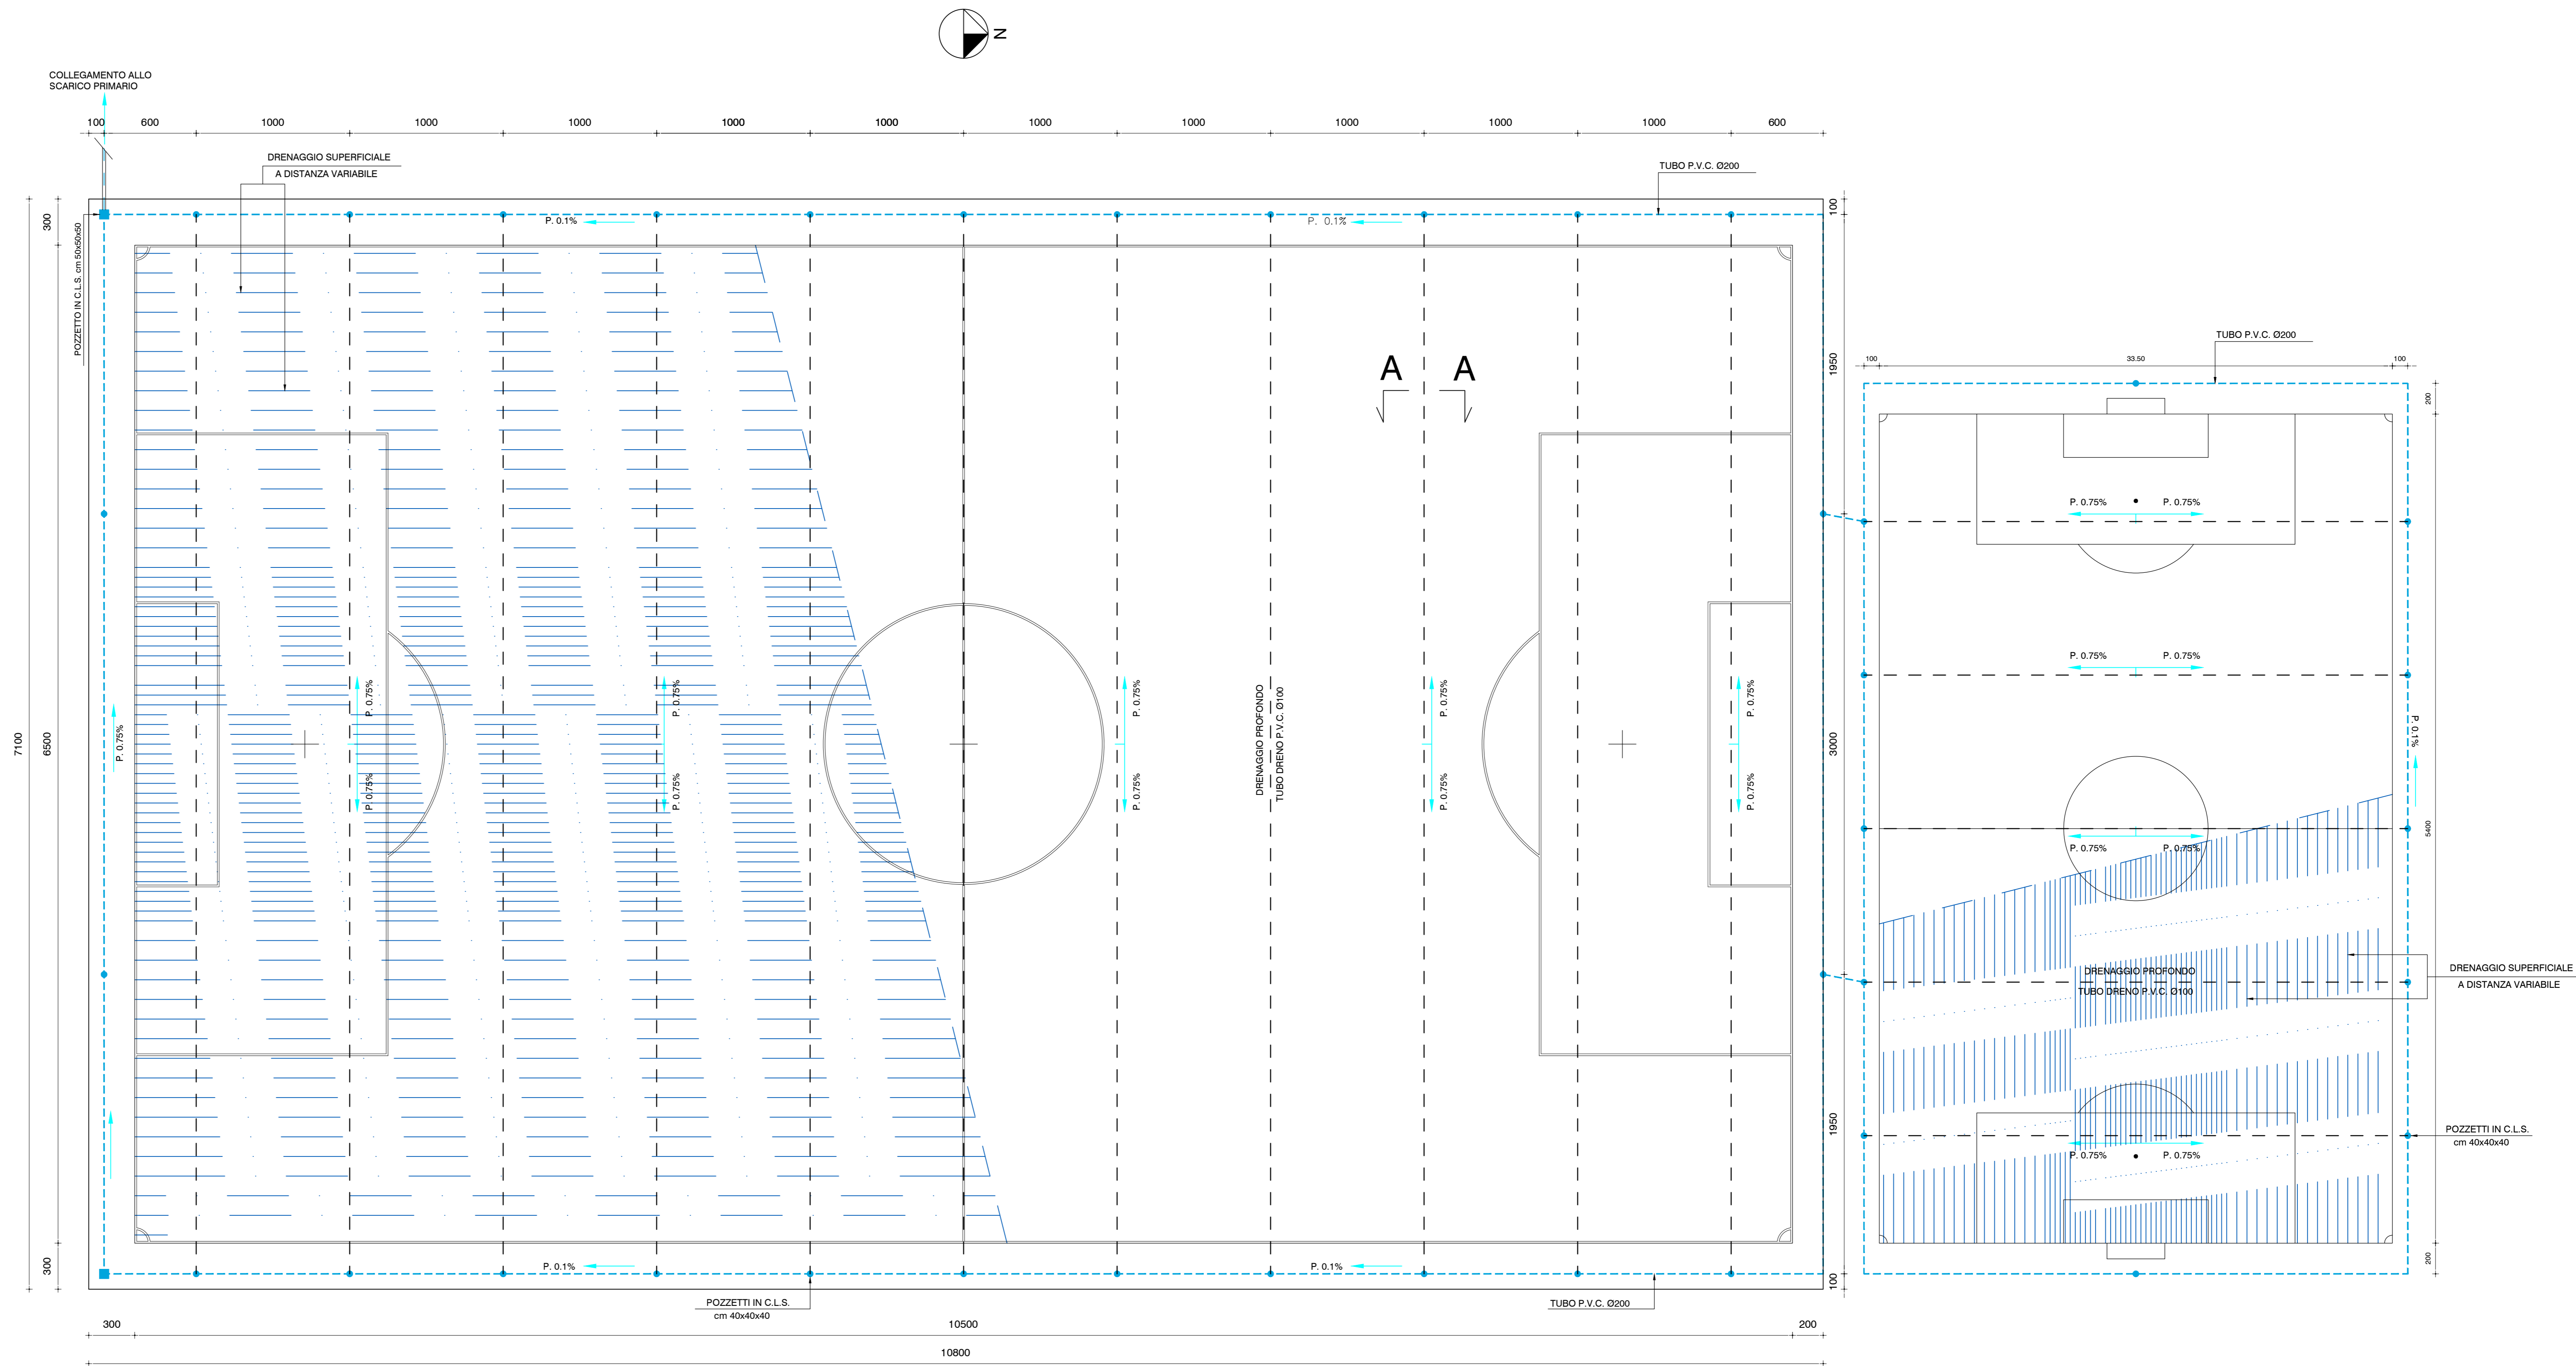 N
COLLEGAMENTO ALLO
SCARICO PRIMARIO
100
600
1000
1000
1000
1000
1000
1000
1000
1000
1000
1000
600
DRENAGGIO SUPERFICIALE
A DISTANZA VARIABILE
TUBO P.V.C. Ø200
POZZETTO IN C.L.S. cm 50x50x50
P. 0.1%
P. 0.1%
300
6500
300
7100
100
1950
3000
1950
100
A
A
P. 0.75%
P. 0.75%
P. 0.75%
P. 0.75%
P. 0.75%
P. 0.75%
P. 0.75%
P. 0.75%
P. 0.75%
P. 0.75%
P. 0.75%
DRENAGGIO PROFONDO
TUBO DRENO P.V.C. Ø100
P. 0.1%
P. 0.1%
POZZETTI IN C.L.S.
cm 40x40x40
TUBO P.V.C. Ø200
300
10500
200
10800
TUBO P.V.C. Ø200
100
33.50
100
200
5400
200
P. 0.75%
P. 0.75%
P. 0.75%
P. 0.75%
P. 0.1%
P. 0.75%
P. 0.75%
DRENAGGIO PROFONDO
TUBO DRENO P.V.C. Ø100
DRENAGGIO SUPERFICIALE
A DISTANZA VARIABILE
P. 0.75%
P. 0.75%
POZZETTI IN C.L.S.
cm 40x40x40